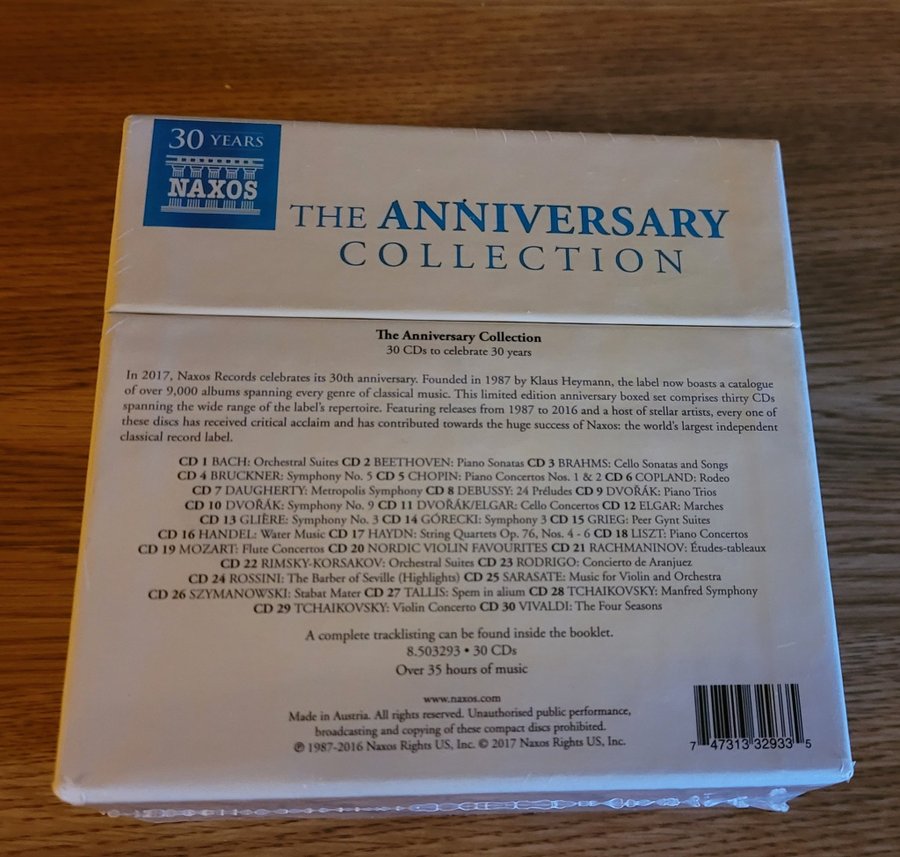 30 YEARS
NAXOS
THE ANNIVERSARY
COLLECTION
The Anniversary Collection
30 CDs to celebrate 30 years
In 2017, Naxos Records celebrates its 30th anniversary. Founded in 1987 by Klaus Heymann, the label now boasts a catalogue
of over 9,000 albums spanning every genre of classical music. This limited edition anniversary boxed set comprises thirty CDs
spanning the wide range of the label's repertoire. Featuring releases from 1987 to 2016 and a host of stellar artists, every one of
these discs has received critical acclaim and has contributed towards the huge success of Naxos: the world's largest independent
classical record label.
CD 1 BACH: Orchestral Suites CD 2 BEETHOVEN: Piano Sonatas CD 3 BRAHMS: Cello Sonatas and Songs
CD 4 BRUCKNER: Symphony No. 5 CD 5 CHOPIN: Piano Concertos Nos. 1 & 2 CD 6 COPLAND: Rodeo
CD 7 DAUGHERTY: Metropolis Symphony CD 8 DEBUSSY: 24 Préludes CD 9 DVOŘÁK: Piano Trios
CD 10 DVOŘÁK: Symphony No. 9 CD 11 DVOŘÁK/ELGAR: Cello Concertos CD 12 ELGAR: Marches
CD 13 GLIÈRE: Symphony No. 3 CD 14 GÓRECKI: Symphony 3 CD 15 GRIEG: Peer Gynt Suites
CD 16 HANDEL: Water Music CD 17 HAYDN: String Quartets Op. 76, Nos. 4 - 6 CD 18 LISZT: Piano Concertos
CD 19 MOZART: Flute Concertos CD 20 NORDIC VIOLIN FAVOURITES CD 21 RACHMANINOV: Études-tableaux
CD 22 RIMSKY-KORSAKOV: Orchestral Suites CD 23 RODRIGO: Concierto de Aranjuez
CD 24 ROSSINI: The Barber of Seville (Highlights) CD 25 SARASATE: Music for Violin and Orchestra
CD 26 SZYMANOWSKI: Stabat Mater CD 27 TALLIS: Spem in alium CD 28 TCHAIKOVSKY: Manfred Symphony
CD 29 TCHAIKOVSKY: Violin Concerto CD 30 VIVALDI: The Four Seasons
A complete tracklisting can be found inside the booklet.
8.503293 • 30 CDs
Over 35 hours of music
www.naxos.com
Made in Austria. All rights reserved. Unauthorised public performance,
broadcasting and copying of these compact discs prohibited.
℗ 1987-2016 Naxos Rights US, Inc. © 2017 Naxos Rights US, Inc.
7 47313 32933 5